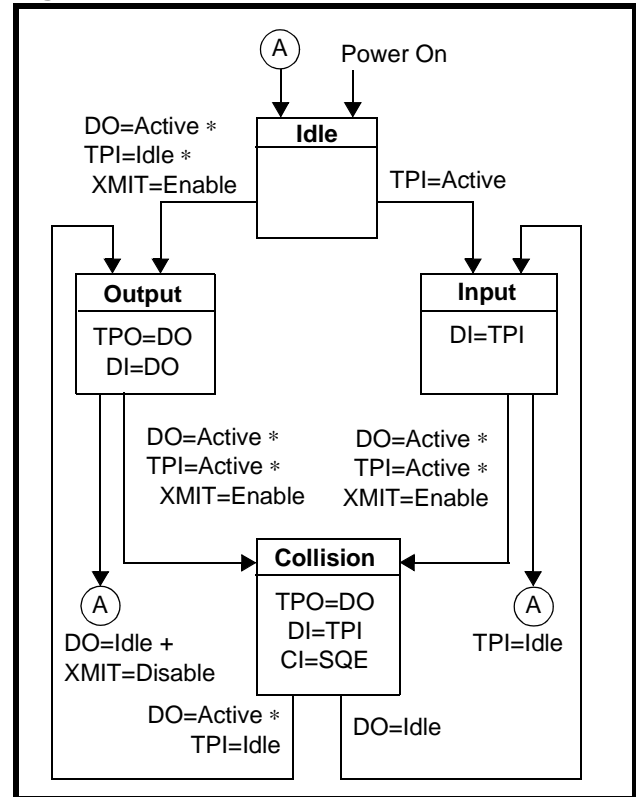 A
Power On
DO=Active *
TPI=Idle *
XMIT=Enable
Idle
TPI=Active
Output
TPO=DO
DI=DO
Input
DI=TPI
DO=Active *
TPI=Active *
XMIT=Enable
DO=Active *
TPI=Active *
XMIT=Enable
Collision
TPO=DO
DI=TPI
CI=SQE
A
DO=Idle +
XMIT=Disable
A
TPI=Idle
DO=Active *
TPI=Idle
DO=Idle